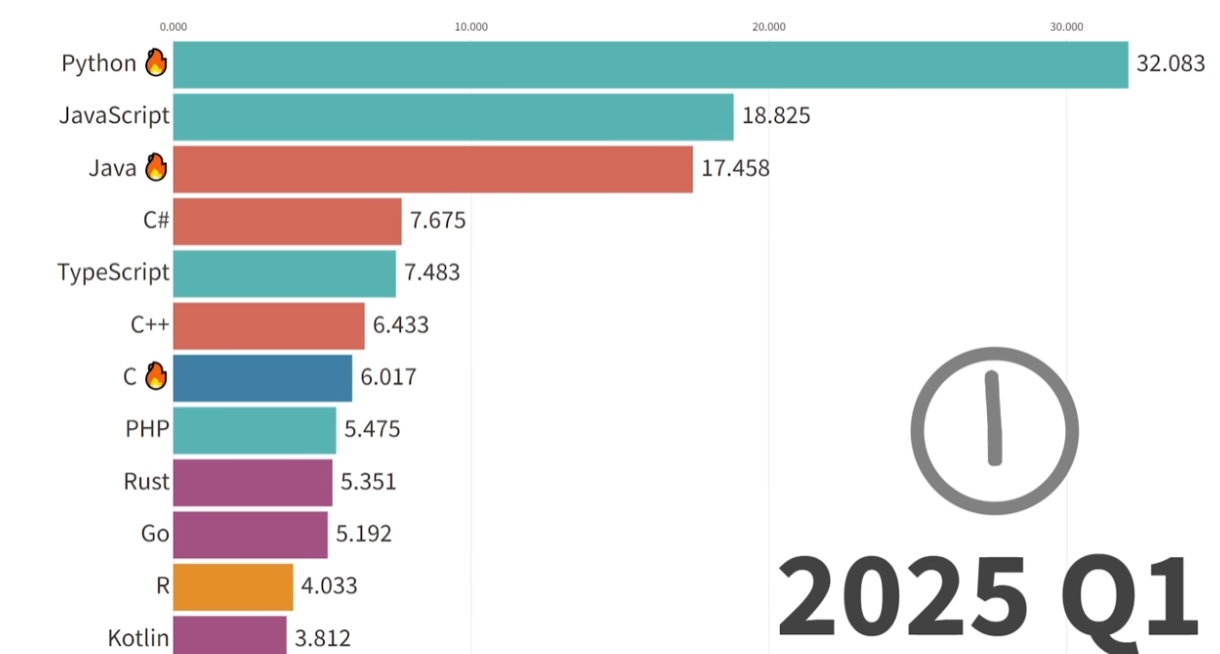 0.000 10.000 20.000 30.000
Python 🔥 32.083
JavaScript 18.825
Java 🔥 17.458
C# 7.675
TypeScript 7.483
C++ 6.433
C 🔥 6.017
PHP 5.475
Rust 5.351
Go 5.192
R 4.033
Kotlin 3.812
2025 Q1